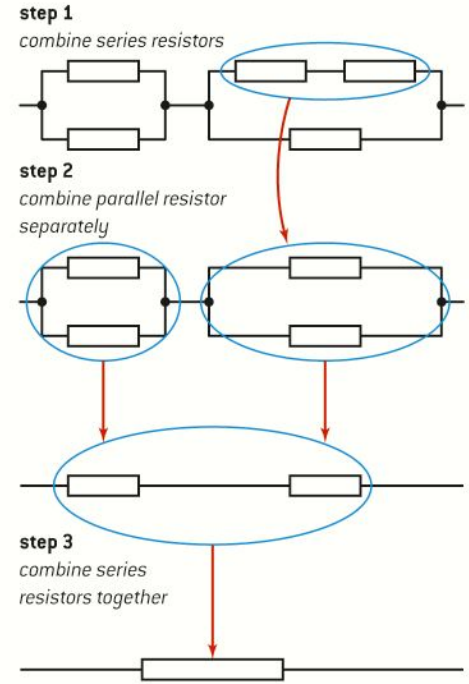 step 1
combine series resistors
step 2
combine parallel resistor
separately
step 3
combine series
resistors together